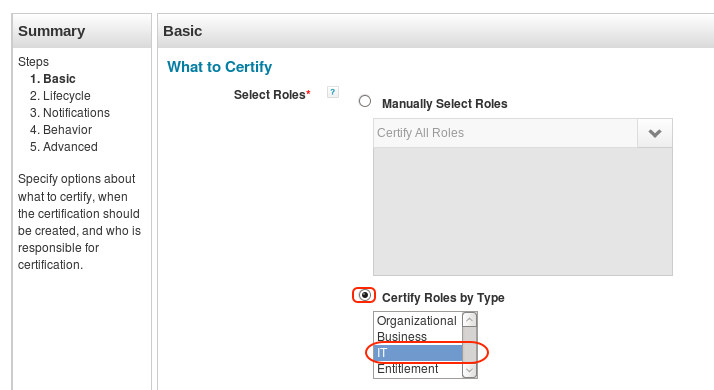 Summary
Steps
1. Basic
2. Lifecycle
3. Notifications
4. Behavior
5. Advanced
Specify options about
what to certify, when
the certification should
be created, and who is
responsible for
certification.
Basic
What to Certify
Select Roles*
?
Manually Select Roles
Certify All Roles
Certify Roles by Type
Organizational
Business
IT
Entitlement